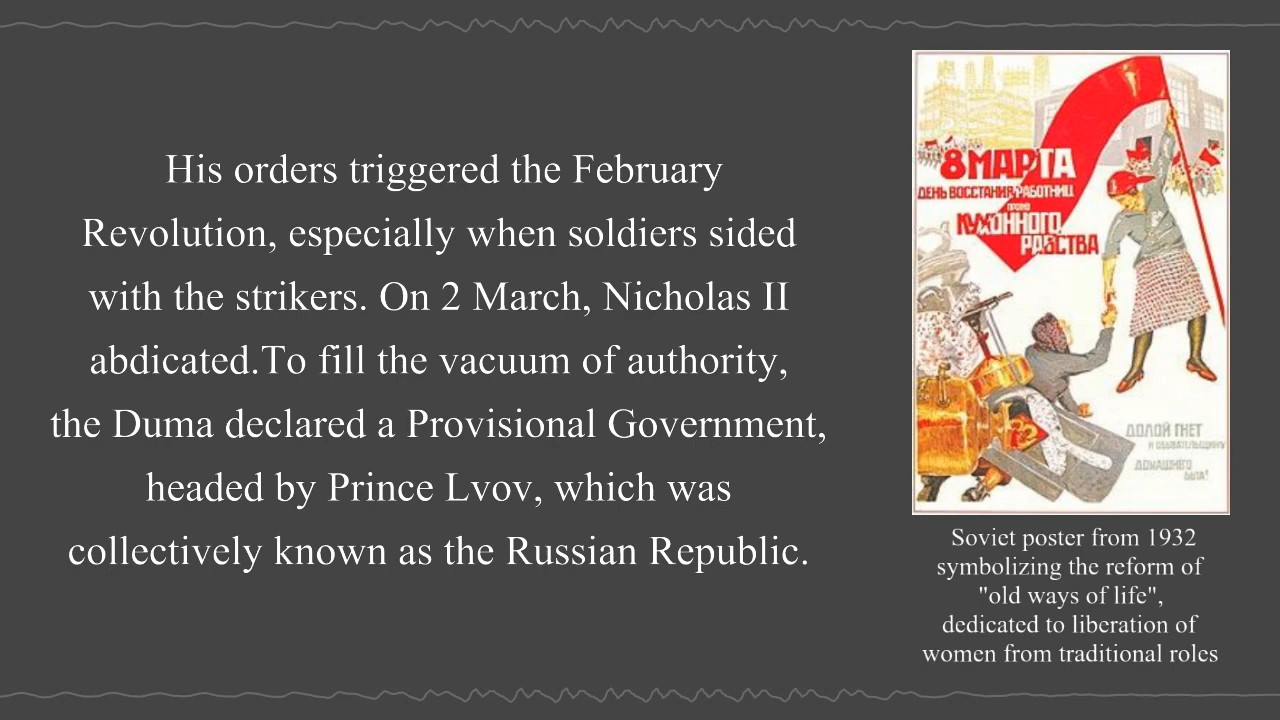 His orders triggered the February
Revolution, especially when soldiers sided
with the strikers. On 2 March, Nicholas II
abdicated.To fill the vacuum of authority,
the Duma declared a Provisional Government,
headed by Prince Lvov, which was
collectively known as the Russian Republic.
8 МАРТА
ДЕНЬ ВОССТАНИЯ РАБОТНИЦ
ПРОТИВ
КУХОННОГО
РАБСТВА
ДОЛОЙ ГНЕТ
И ОБЫВАТЕЛЬЩИНУ
ДОМАШНЕГО
БЫТА!
Soviet poster from 1932
symbolizing the reform of
"old ways of life",
dedicated to liberation of
women from traditional roles